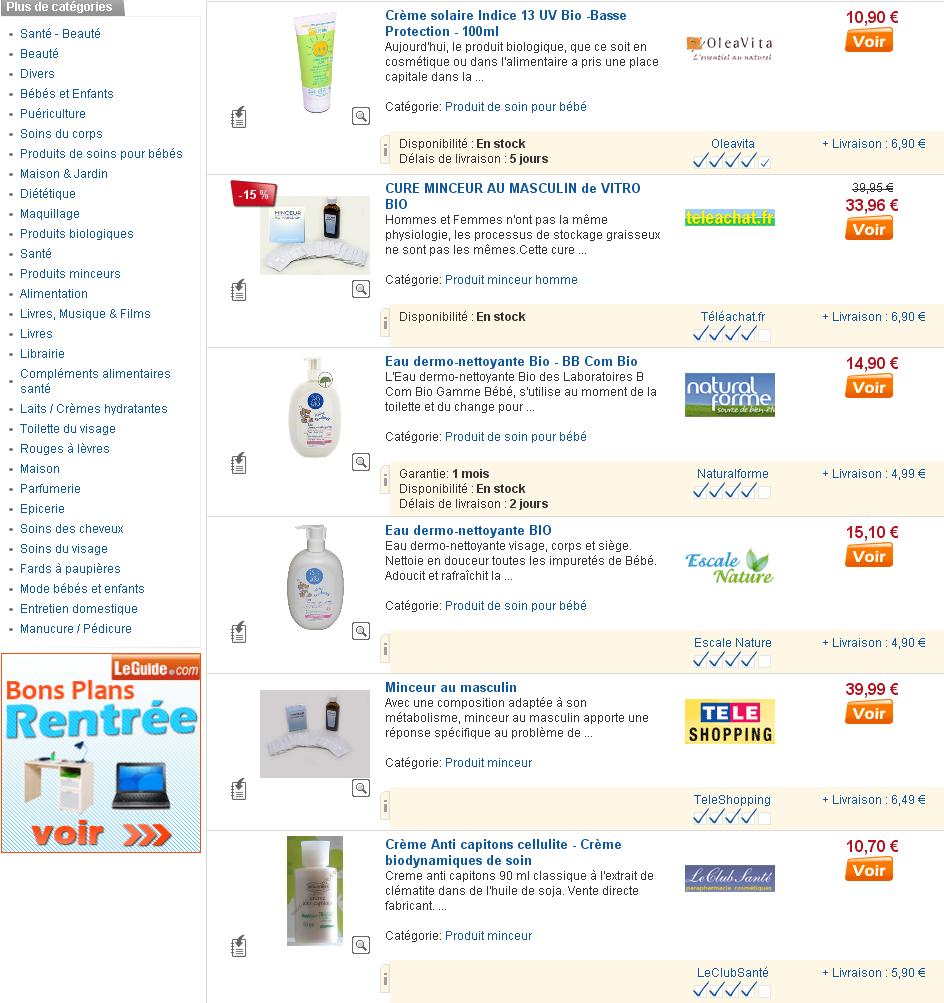 Plus de catégories
Santé - Beauté
Beauté
Divers
Bébés et Enfants
Puériculture
Soins du corps
Produits de soins pour bébés
Maison & Jardin
Diététique
Maquillage
Produits biologiques
Santé
Produits minceurs
Alimentation
Livres, Musique & Films
Livres
Librairie
Compléments alimentaires
santé
Laits / Crèmes hydratantes
Toilette du visage
Rouges à lèvres
Maison
Parfumerie
Epicerie
Soins des cheveux
Soins du visage
Fards à paupières
Mode bébés et enfants
Entretien domestique
Manucure / Pédicure
LeGuide.com
Bons Plans
Rentrée
voir >>>
Crème solaire Indice 13 UV Bio -Basse
Protection - 100ml
Aujourd'hui, le produit biologique, que ce soit en
cosmétique ou dans l'alimentaire a pris une place
capitale dans la ...
Catégorie: Produit de soin pour bébé
OleaVita
L'essentiel au naturel
10,90 €
Voir
Disponibilité : En stock
Délais de livraison : 5 jours
Oleavita
+ Livraison : 6,90 €
-15 %
MINCEUR
CURE MINCEUR AU MASCULIN de VITRO
BIO
Hommes et Femmes n'ont pas la même
physiologie, les processus de stockage graisseux
ne sont pas les mêmes.Cette cure ...
Catégorie: Produit minceur homme
teleachat.fr
39,95 €
33,96 €
Voir
Disponibilité : En stock
Téléachat.fr
+ Livraison : 6,90 €
Eau dermo-nettoyante Bio - BB Com Bio
L'Eau dermo-nettoyante Bio des Laboratoires B
Com Bio Gamme Bébé, s'utilise au moment de la
toilette et du change pour ...
Catégorie: Produit de soin pour bébé
natural
forme
source de bien-êt
14,90 €
Voir
Garantie: 1 mois
Disponibilité : En stock
Délais de livraison : 2 jours
Naturalforme
+ Livraison : 4,99 €
Eau dermo-nettoyante BIO
Eau dermo-nettoyante visage, corps et siège.
Nettoie en douceur toutes les impuretés de Bébé.
Adoucit et rafraîchit la ...
Catégorie: Produit de soin pour bébé
Escale
Nature
15,10 €
Voir
Escale Nature
+ Livraison : 4,90 €
Minceur au masculin
Avec une composition adaptée à son
métabolisme, minceur au masculin apporte une
réponse spécifique au problème de ...
Catégorie: Produit minceur
TELE
SHOPPING
39,99 €
Voir
TeleShopping
+ Livraison : 6,49 €
Crème Anti capitons cellulite - Crème
biodynamiques de soin
Creme anti capitons 90 ml classique à l'extrait de
clématite dans de l'huile de soja. Vente directe
fabricant. ...
Catégorie: Produit minceur
Le Club Santé
parapharmacie cosmétiques
10,70 €
Voir
LeClubSanté
+ Livraison : 5,90 €